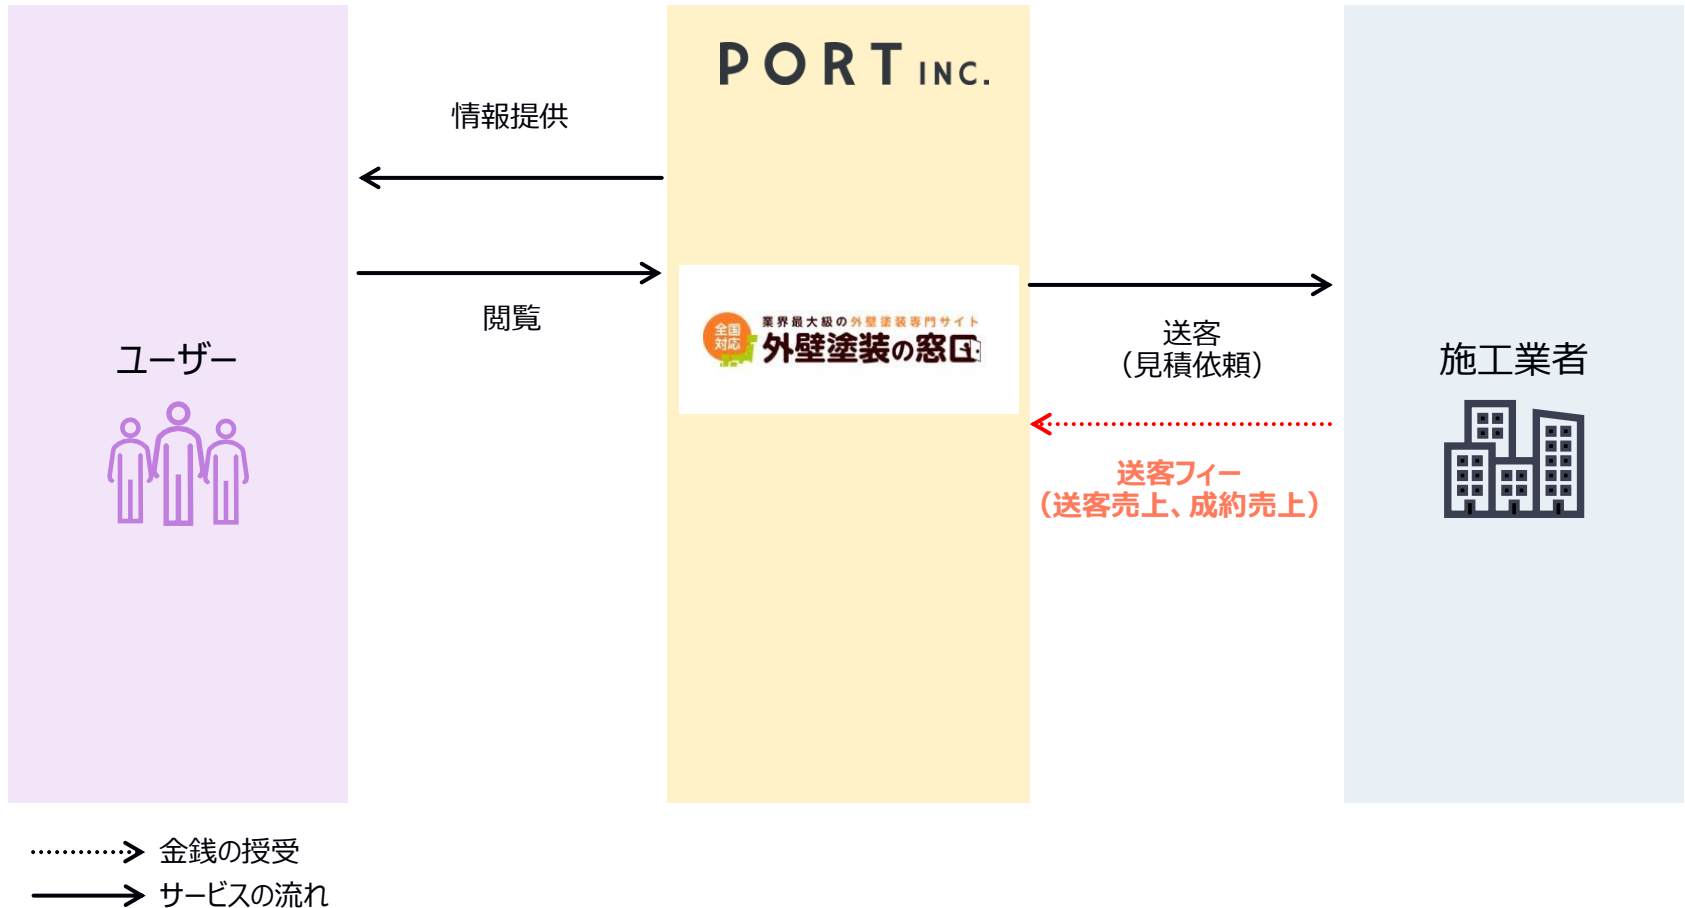 PORT INC.
情報提供
閲覧
全国
対応
業界最大級の外壁塗装専門サイト
外壁塗装の窓口
送客
（見積依頼）
ユーザー
施工業者
送客フィー
（送客売上、成約売上）
金銭の授受
サービスの流れ